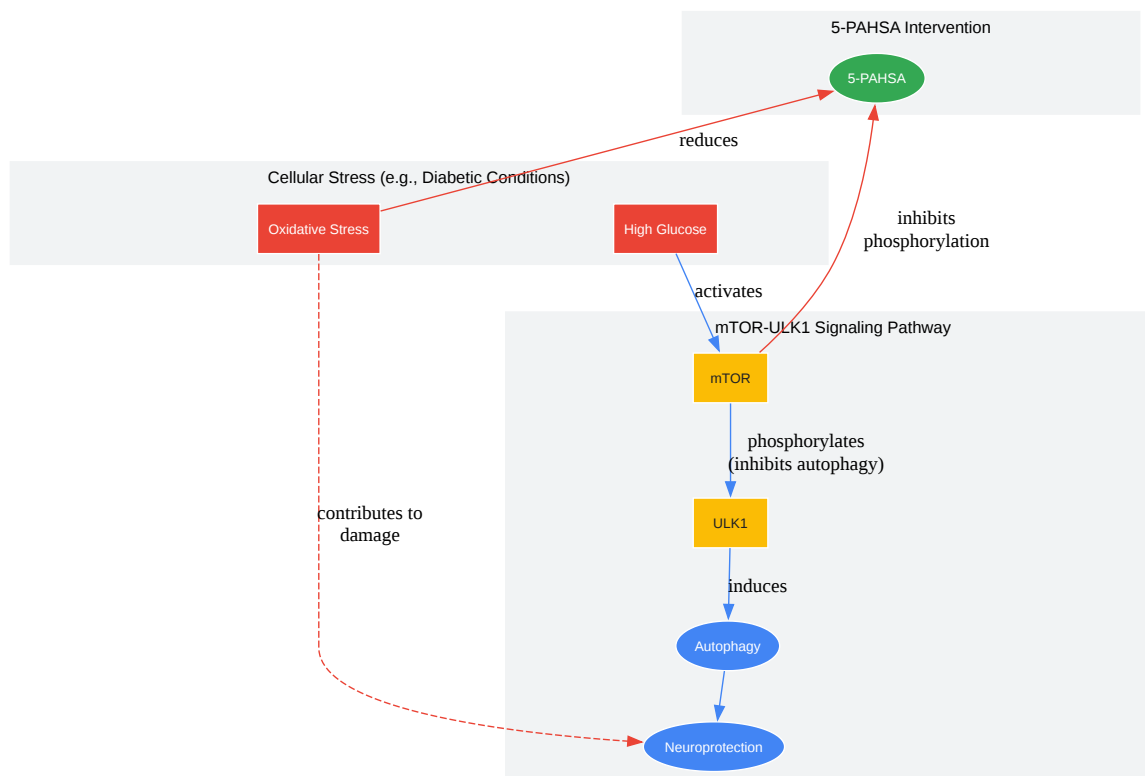 5-PAHSA Intervention
5-PAHSA
reduces
Cellular Stress (e.g., Diabetic Conditions)
Oxidative Stress
High Glucose
inhibits
phosphorylation
activates
mTOR-ULK1 Signaling Pathway
mTOR
phosphorylates
(inhibits autophagy)
contributes to
damage
ULK1
induces
Autophagy
Neuroprotection